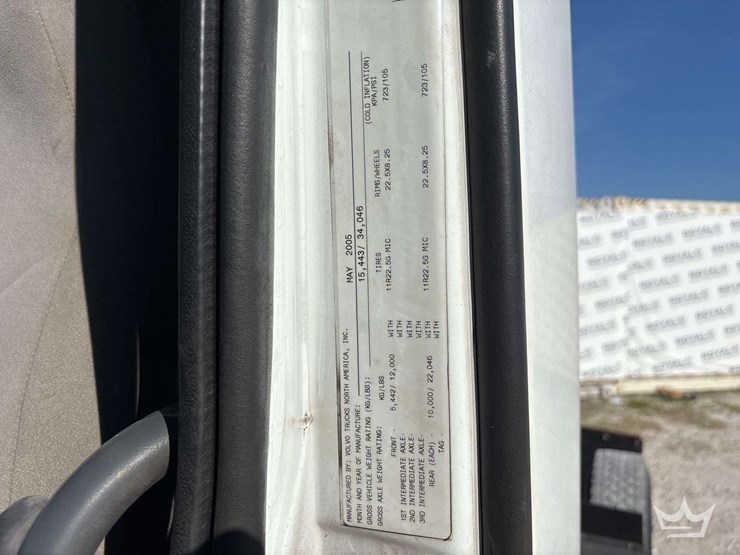 MANUFACTURED BY: VOLVO TRUCKS NORTH AMERICA, INC.
MONTH AND YEAR OF MANUFACTURE: MAY 2005
GROSS VEHICLE WEIGHT RATING (KG/LBS): 15,443/ 34,046
GROSS AXLE WEIGHT RATING: KG/LBS TIRES RIMS/WHEELS (COLD INFLATION) KPA/PSI
FRONT - 5,442/ 12,000 WITH 11R22.5G MIC 22.5X8.25 723/105
1ST INTERMEDIATE AXLE- WITH
2ND INTERMEDIATE AXLE- WITH
3RD INTERMEDIATE AXLE- WITH
REAR (EACH) - 10,000/ 22,046 WITH 11R22.5G MIC 22.5X8.25 723/105
TAG - WITH